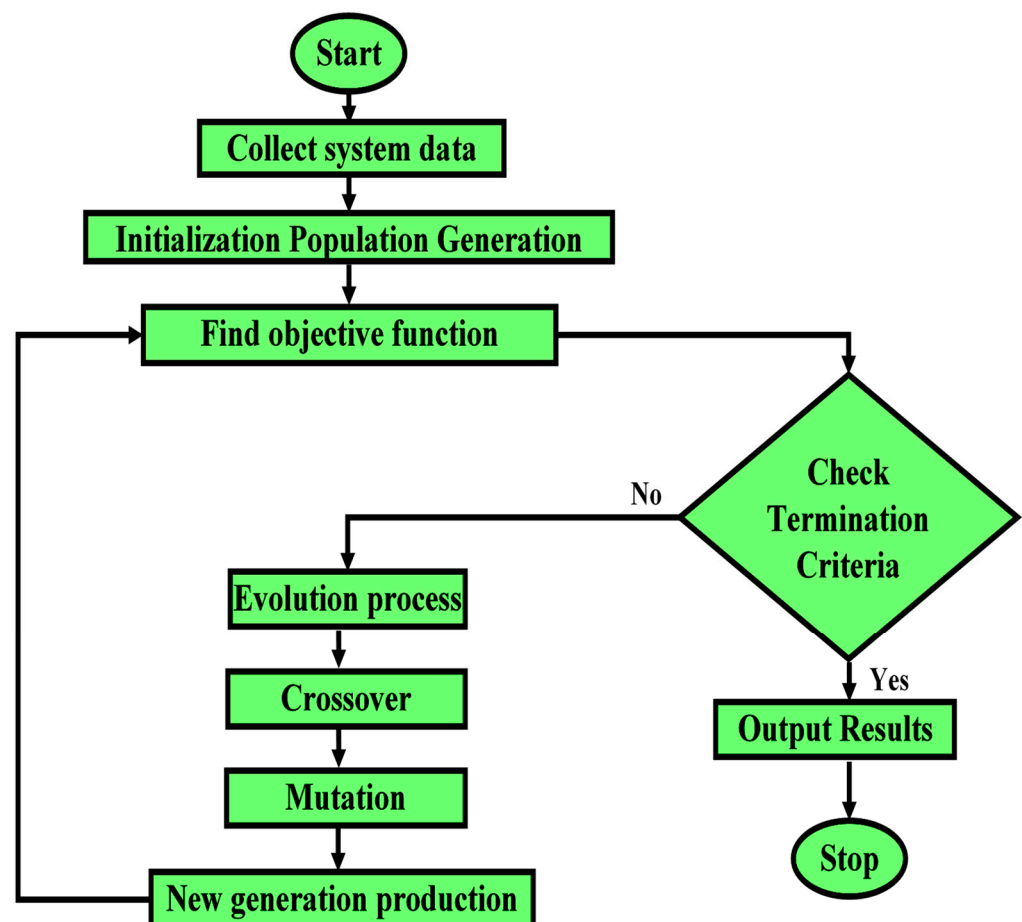 Start
Collect system data
Initialization Population Generation
Find objective function
Check
Termination
Criteria
No
Evolution process
Crossover
Mutation
New generation production
Yes
Output Results
Stop